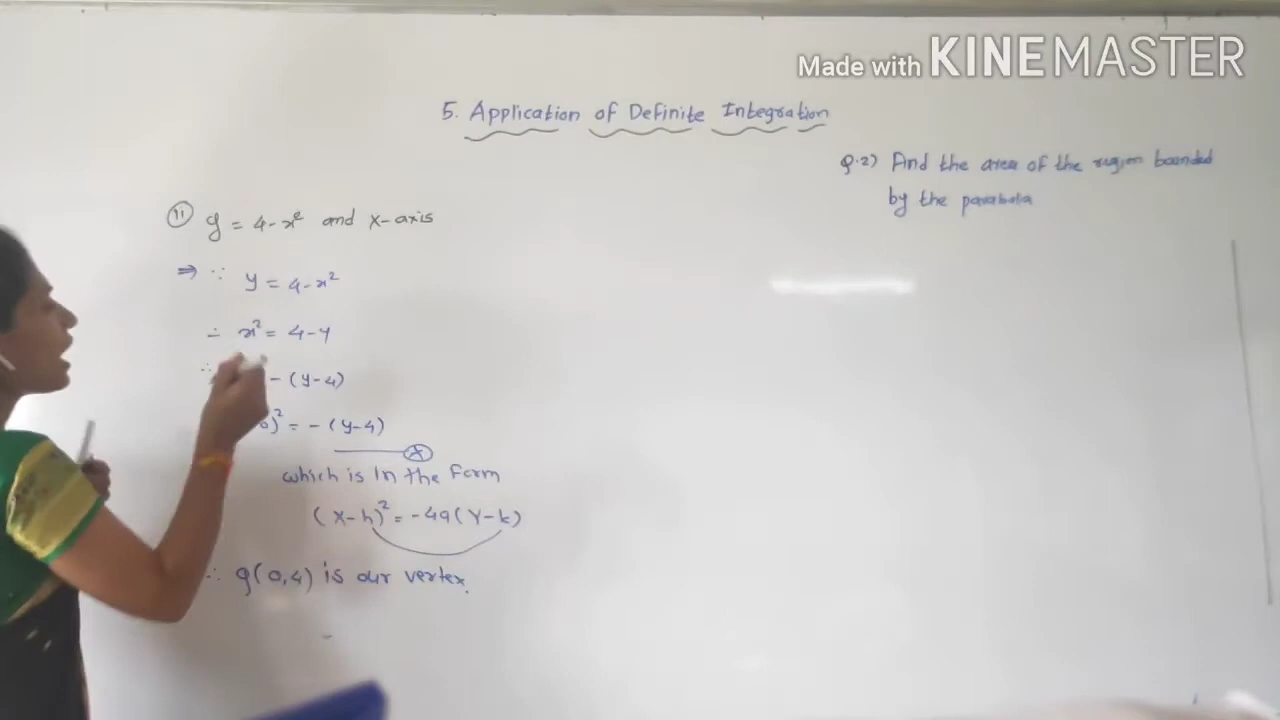 Made with KINEMASTER
5. Application of Definite Integration
Q.2) Find the area of the region bounded
by the parabola
(ii) y = 4-x² and x-axis
⇒ ∵ y = 4-x²
∴ x² = 4-y
∴ - (y-4)
0)² = - (y-4)
which is in the form
(x-h)² = -4a(y-k)
∴ (0,4) is our vertex.